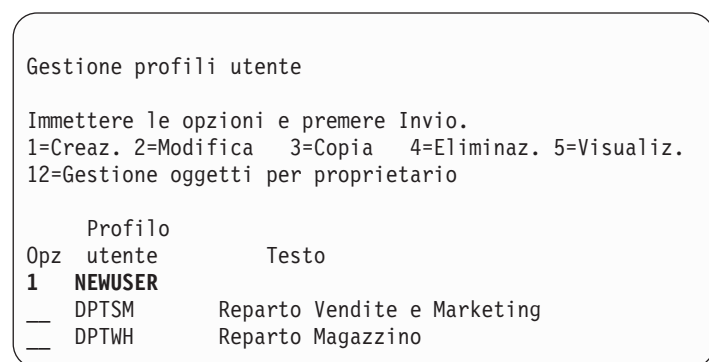 Gestione profili utente
Immettere le opzioni e premere Invio.
1=Creaz. 2=Modifica 3=Copia 4=Eliminaz. 5=Visualiz.
12=Gestione oggetti per proprietario
Profilo
Opz utente Testo
1 NEWUSER
__ DPTSM Reparto Vendite e Marketing
__ DPTWH Reparto Magazzino